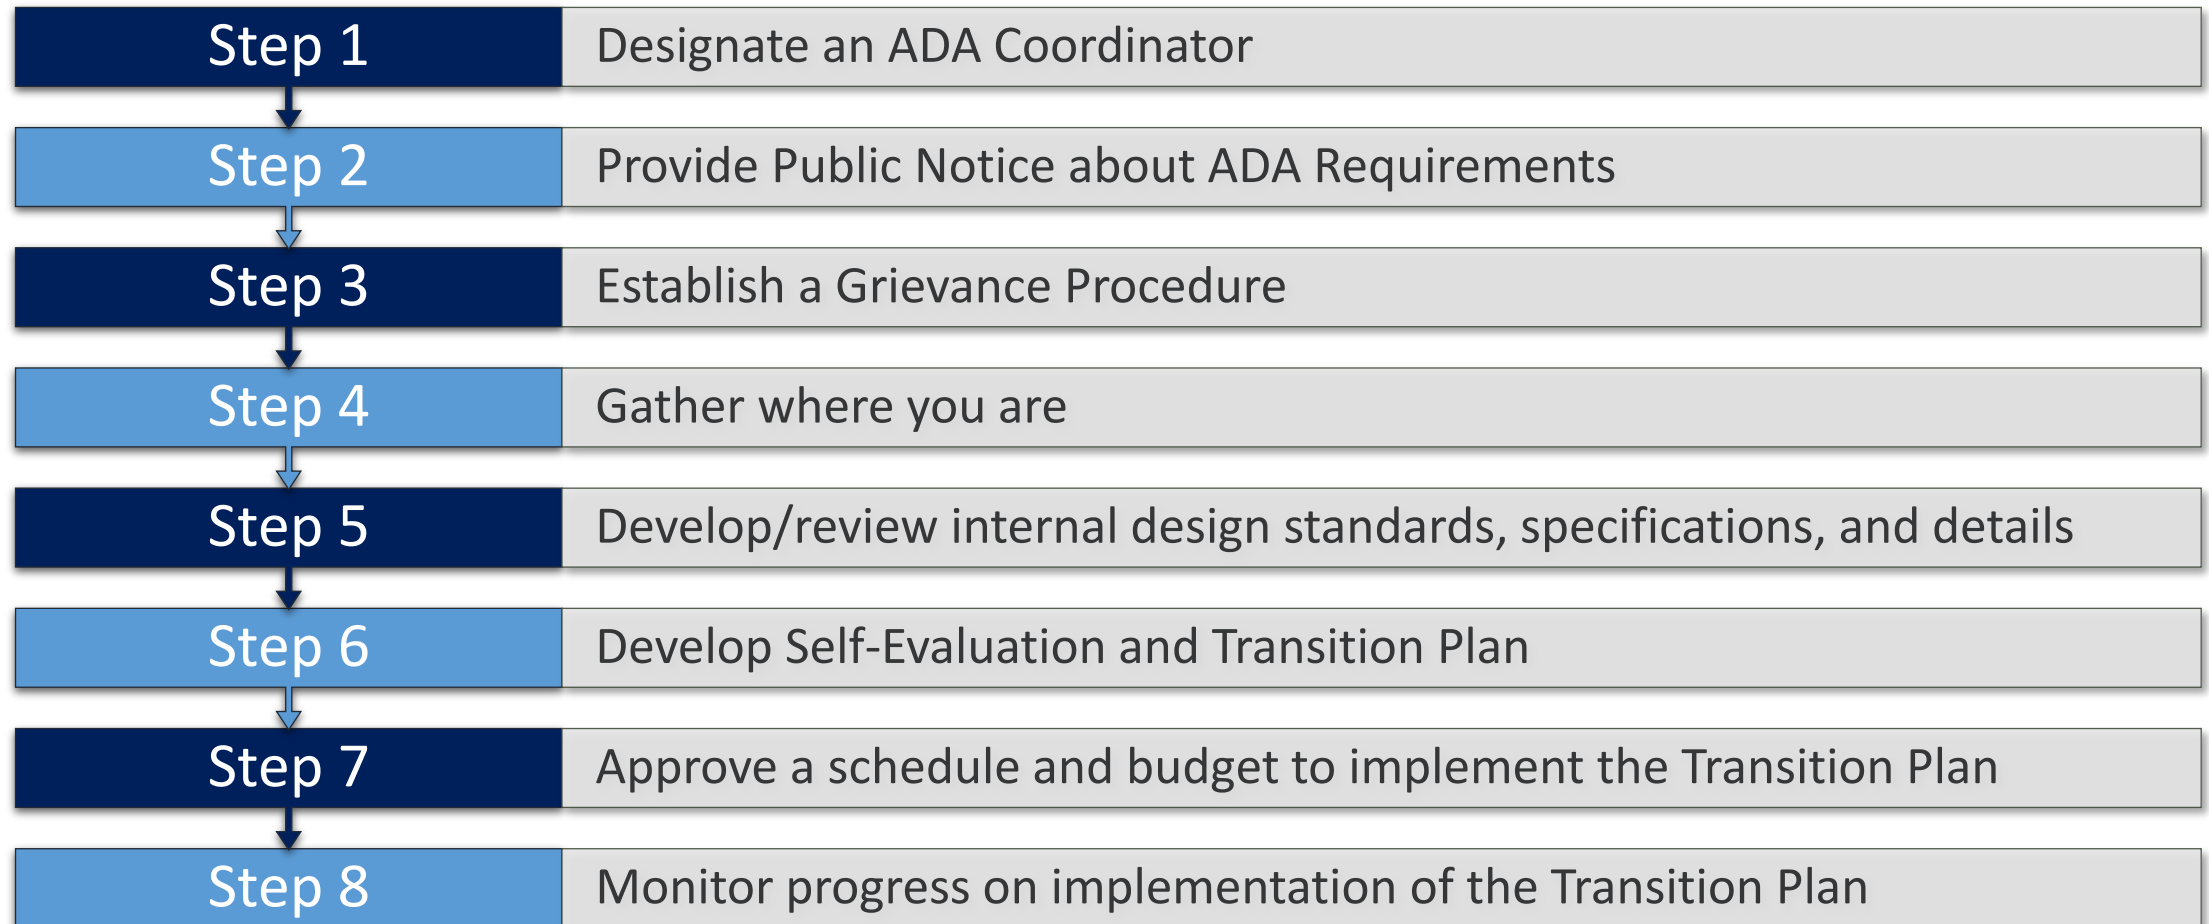 Step 1 Designate an ADA Coordinator
Step 2 Provide Public Notice about ADA Requirements
Step 3 Establish a Grievance Procedure
Step 4 Gather where you are
Step 5 Develop/review internal design standards, specifications, and details
Step 6 Develop Self-Evaluation and Transition Plan
Step 7 Approve a schedule and budget to implement the Transition Plan
Step 8 Monitor progress on implementation of the Transition Plan